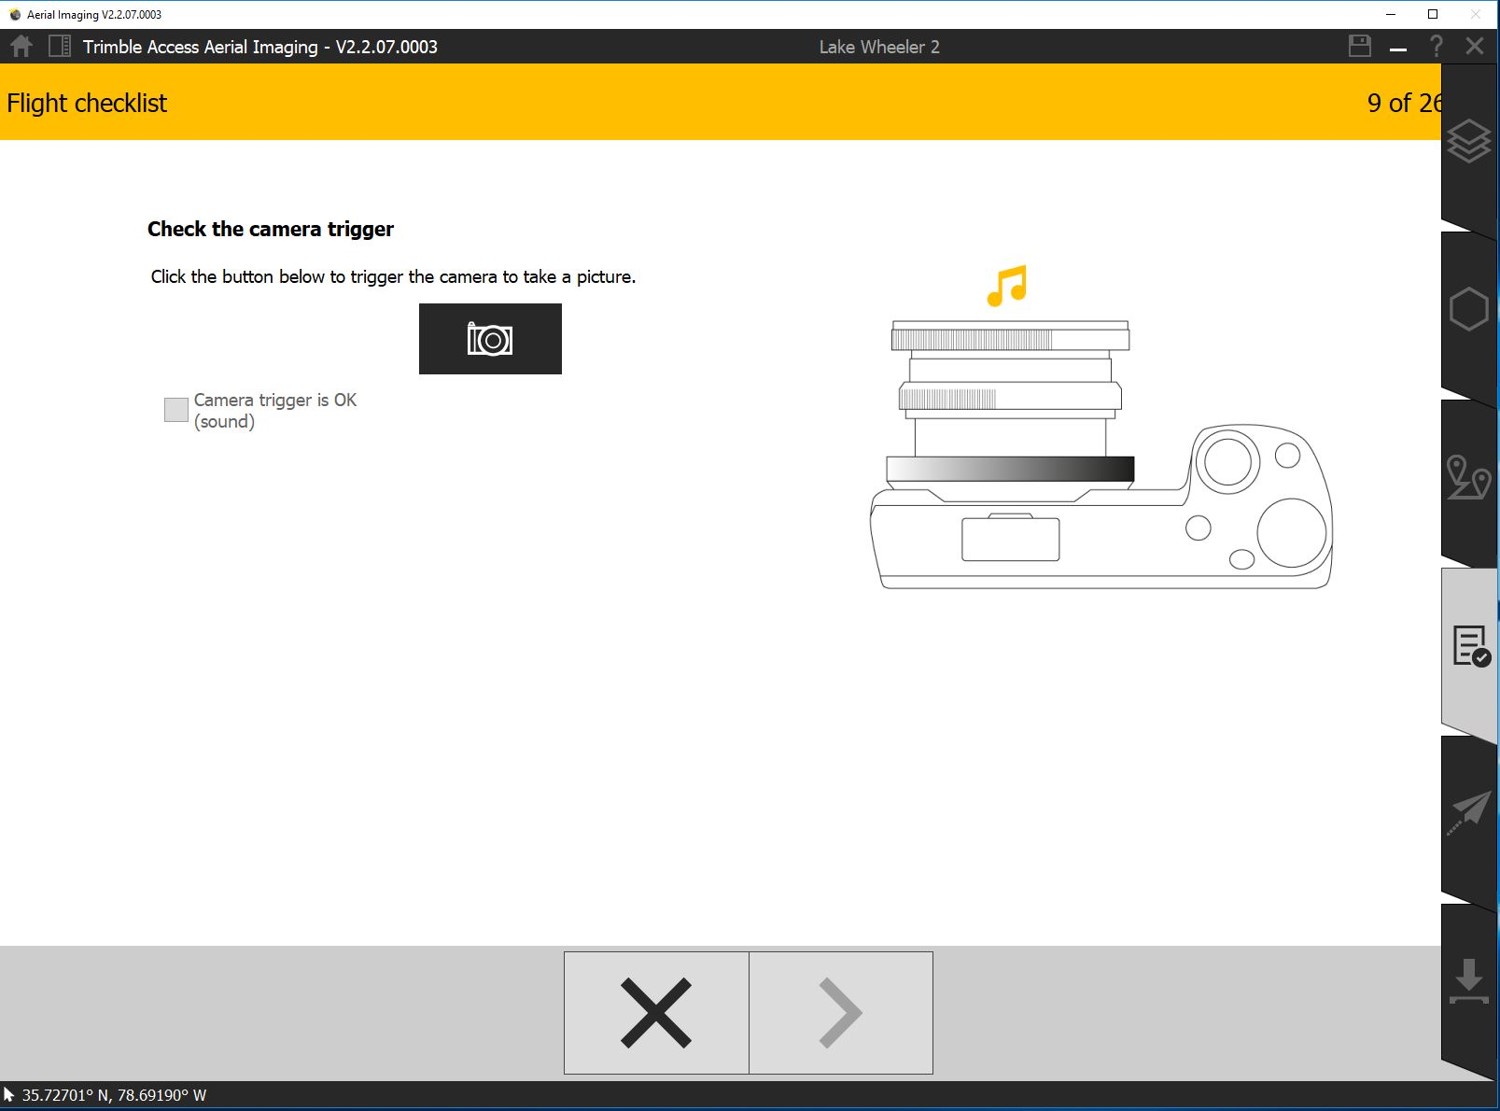 Aerial Imaging V2.2.07.0003
Trimble Access Aerial Imaging - V2.2.07.0003
Lake Wheeler 2
?
Flight checklist
9 of 26
Check the camera trigger
Click the button below to trigger the camera to take a picture.
Camera trigger is OK
(sound)
35.72701° N, 78.69190° W